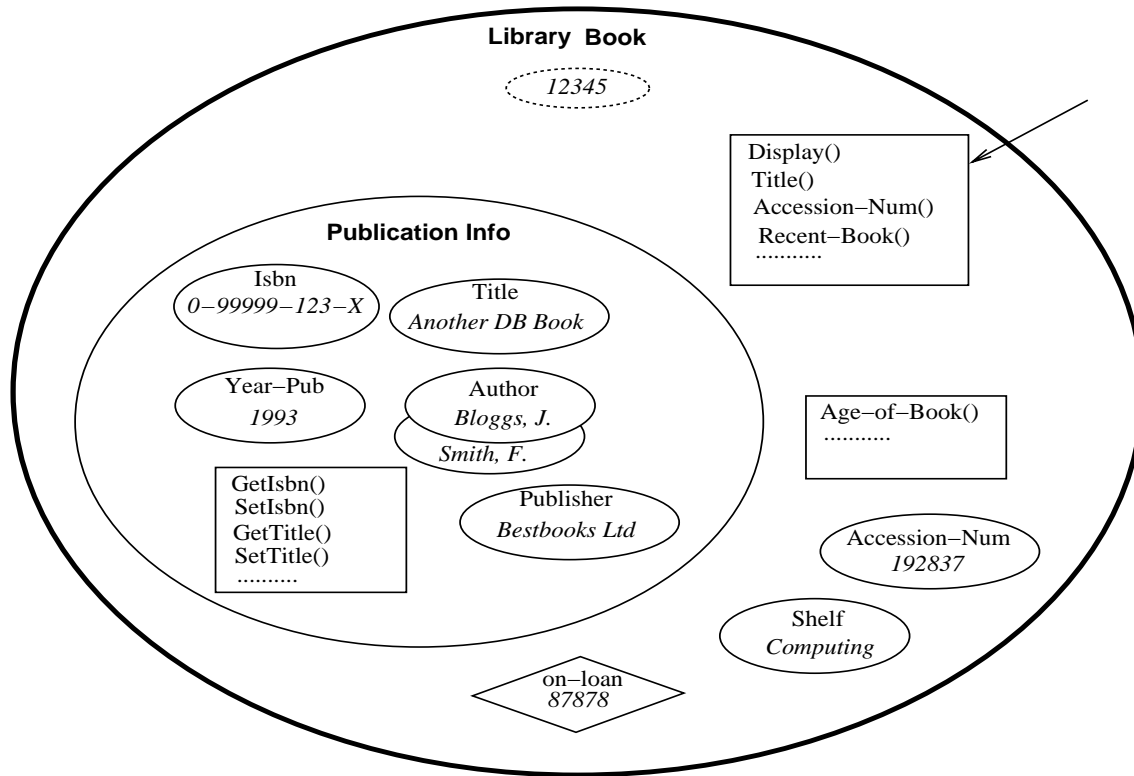 Library Book
12345
Display()
Title()
Accession−Num()
Recent−Book()
...........
Publication Info
Isbn
0−99999−123−X
Title
Another DB Book
Year−Pub
1993
Author
Bloggs, J.
Smith, F.
GetIsbn()
SetIsbn()
GetTitle()
SetTitle()
..........
Publisher
Bestbooks Ltd
Age−of−Book()
...........
Accession−Num
192837
Shelf
Computing
on−loan
87878